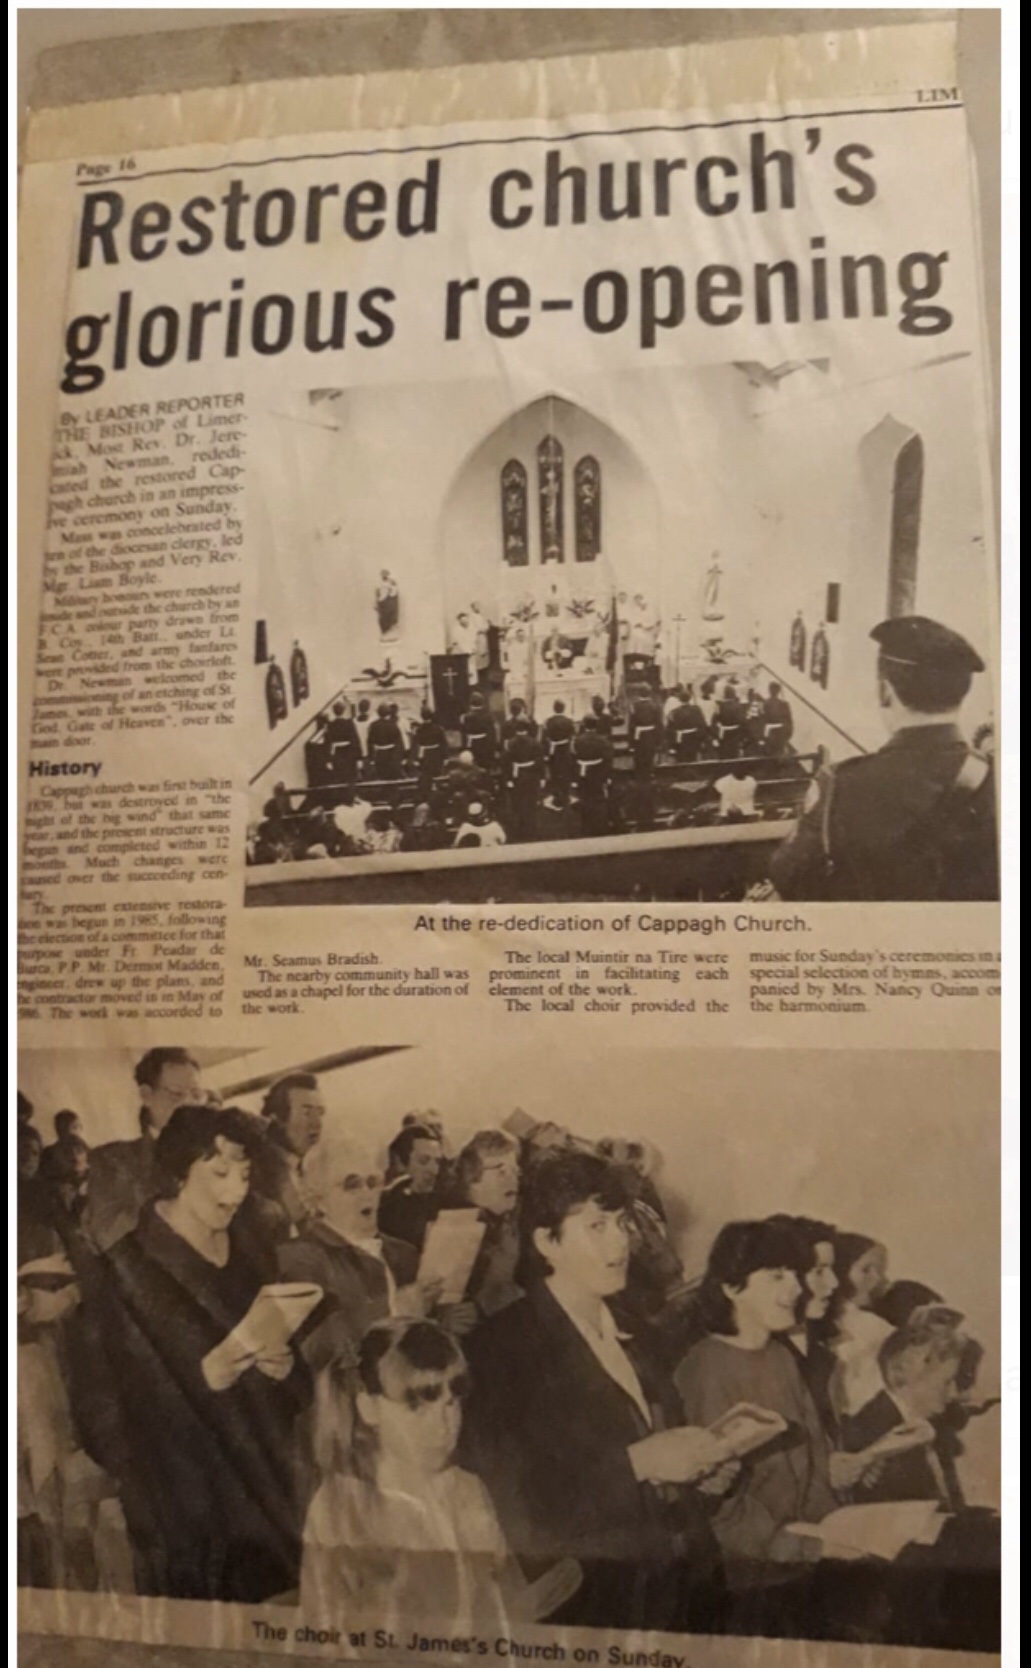 LIM
Page 16
Restored church's
glorious re-opening
By LEADER REPORTER
THE BISHOP of Limer-
ick, Most Rev. Dr. Jere-
miah Newman, rededi-
cated the restored Cap-
pagh church in an impress-
ive ceremony on Sunday.
Mass was concelebrated by
ten of the diocesan clergy, led
by the Bishop and Very Rev.
Mgr. Liam Boyle.
Military honours were rendered
inside and outside the church by an
F.C.A. colour party drawn from
B. Coy., 14th Batt., under Lt.
Sean Cotter, and army fanfares
were provided from the choirloft.
Dr. Newman welcomed the
commissioning of an etching of St.
James, with the words "House of
God, Gate of Heaven", over the
main door.
History
Cappagh church was first built in
1839, but was destroyed in "the
night of the big wind" that same
year, and the present structure was
begun and completed within 12
months. Much changes were
caused over the succeeding cen-
tury.
The present extensive restora-
tion was begun in 1985, following
the election of a committee for that
purpose under Fr. Peadar de
Burca, P.P. Mr. Dermot Madden,
engineer, drew up the plans, and
the contractor moved in in May of
986. The work was accorded to
At the re-dedication of Cappagh Church.
Mr. Seamus Bradish.
The nearby community hall was
used as a chapel for the duration of
the work.
The local Muintir na Tire were
prominent in facilitating each
element of the work.
The local choir provided the
music for Sunday's ceremonies in a
special selection of hymns, accom
panied by Mrs. Nancy Quinn on
the harmonium.
The choir at St. James's Church on Sunday.